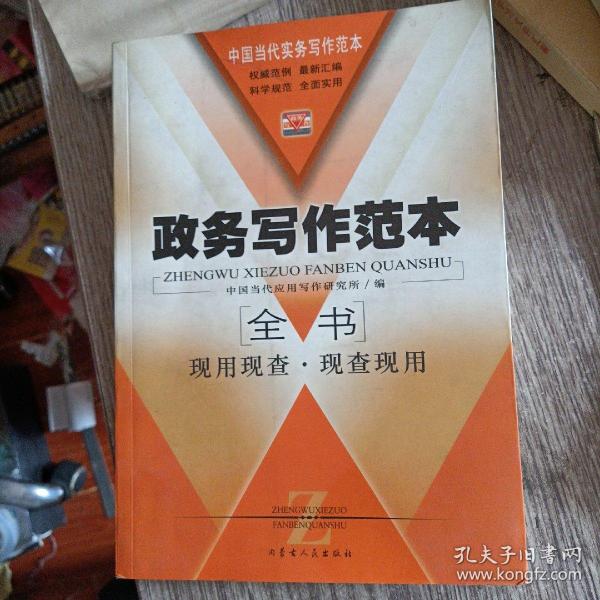 中国当代实务写作范本
权威范例 最新汇编
科学规范 全面实用
政务写作范本
ZHENGWU XIEZUO FANBEN QUANSHU
中国当代应用写作研究所/编
[全书]
现用现查·现查现用
Z
ZHENGWUXIEZUO
FANBENQUANSHU
内蒙古人民出版社
孔夫子旧书网
www.kongfz.com